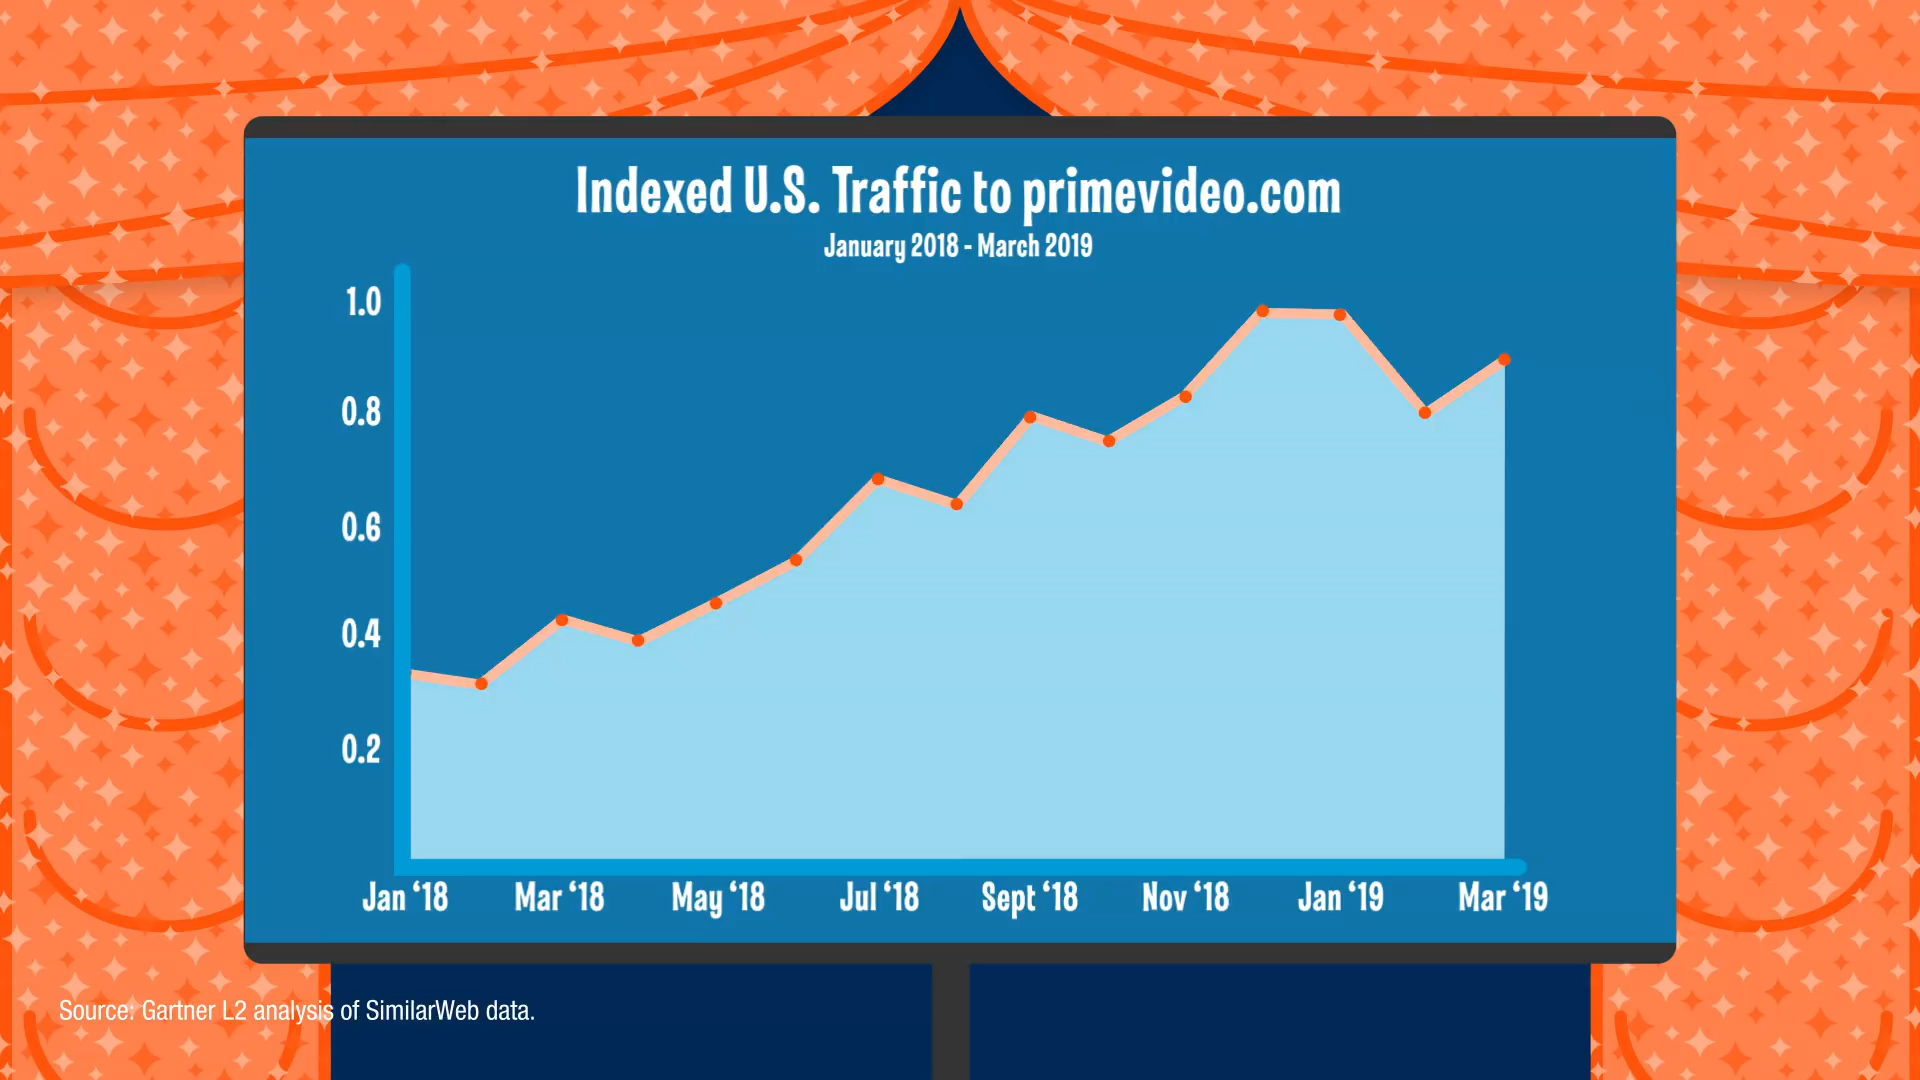 Indexed U.S. Traffic to primevideo.com
January 2018 - March 2019
1.0
0.8
0.6
0.4
0.2
Jan ‘18 Mar ‘18 May ‘18 Jul ‘18 Sept ‘18 Nov ‘18 Jan ‘19 Mar ‘19
Source: Gartner L2 analysis of SimilarWeb data.